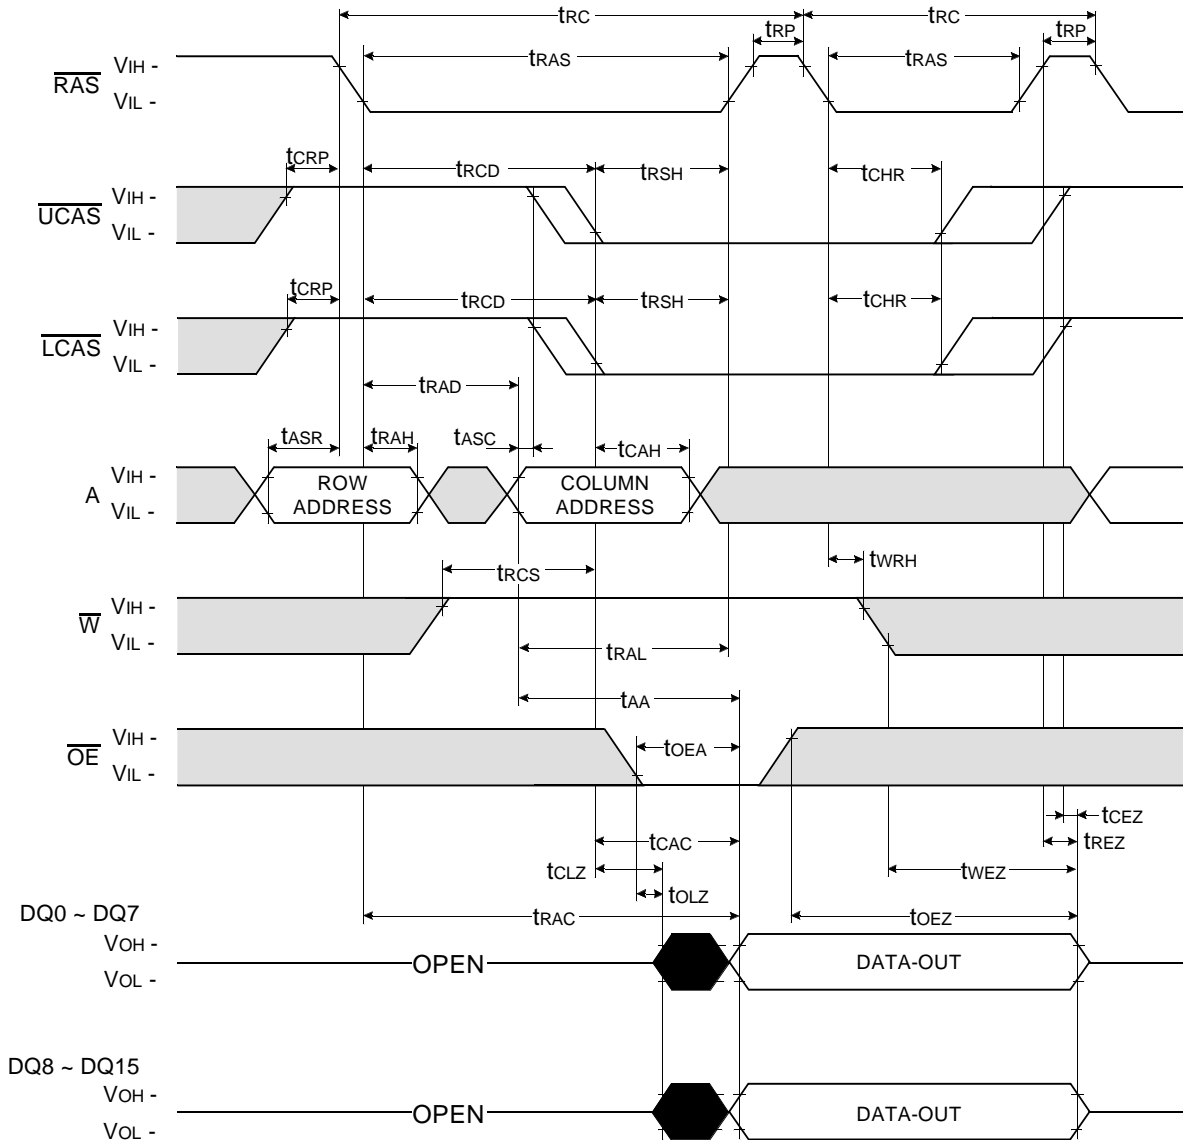 tRC tRC
tRP tRP
tRAS tRAS
RAS VIH -
VIL -
tCRP tRCD tRSH tCHR
UCAS VIH -
VIL -
tCRP tRCD tRSH tCHR
LCAS VIH -
VIL -
tRAD
tASR tRAH tASC tCAH
A VIH -
VIL -
ROW ADDRESS
COLUMN ADDRESS
tWRH
tRCS
W VIH -
VIL -
tRAL
tAA
OE VIH -
VIL -
tOEA
tCEZ
tCAC tREZ
tCLZ tWEZ
tOLZ
DQ0 ~ DQ7
tRAC tOEZ
VOH -
VOL -
OPEN DATA-OUT
DQ8 ~ DQ15
VOH -
VOL -
OPEN DATA-OUT